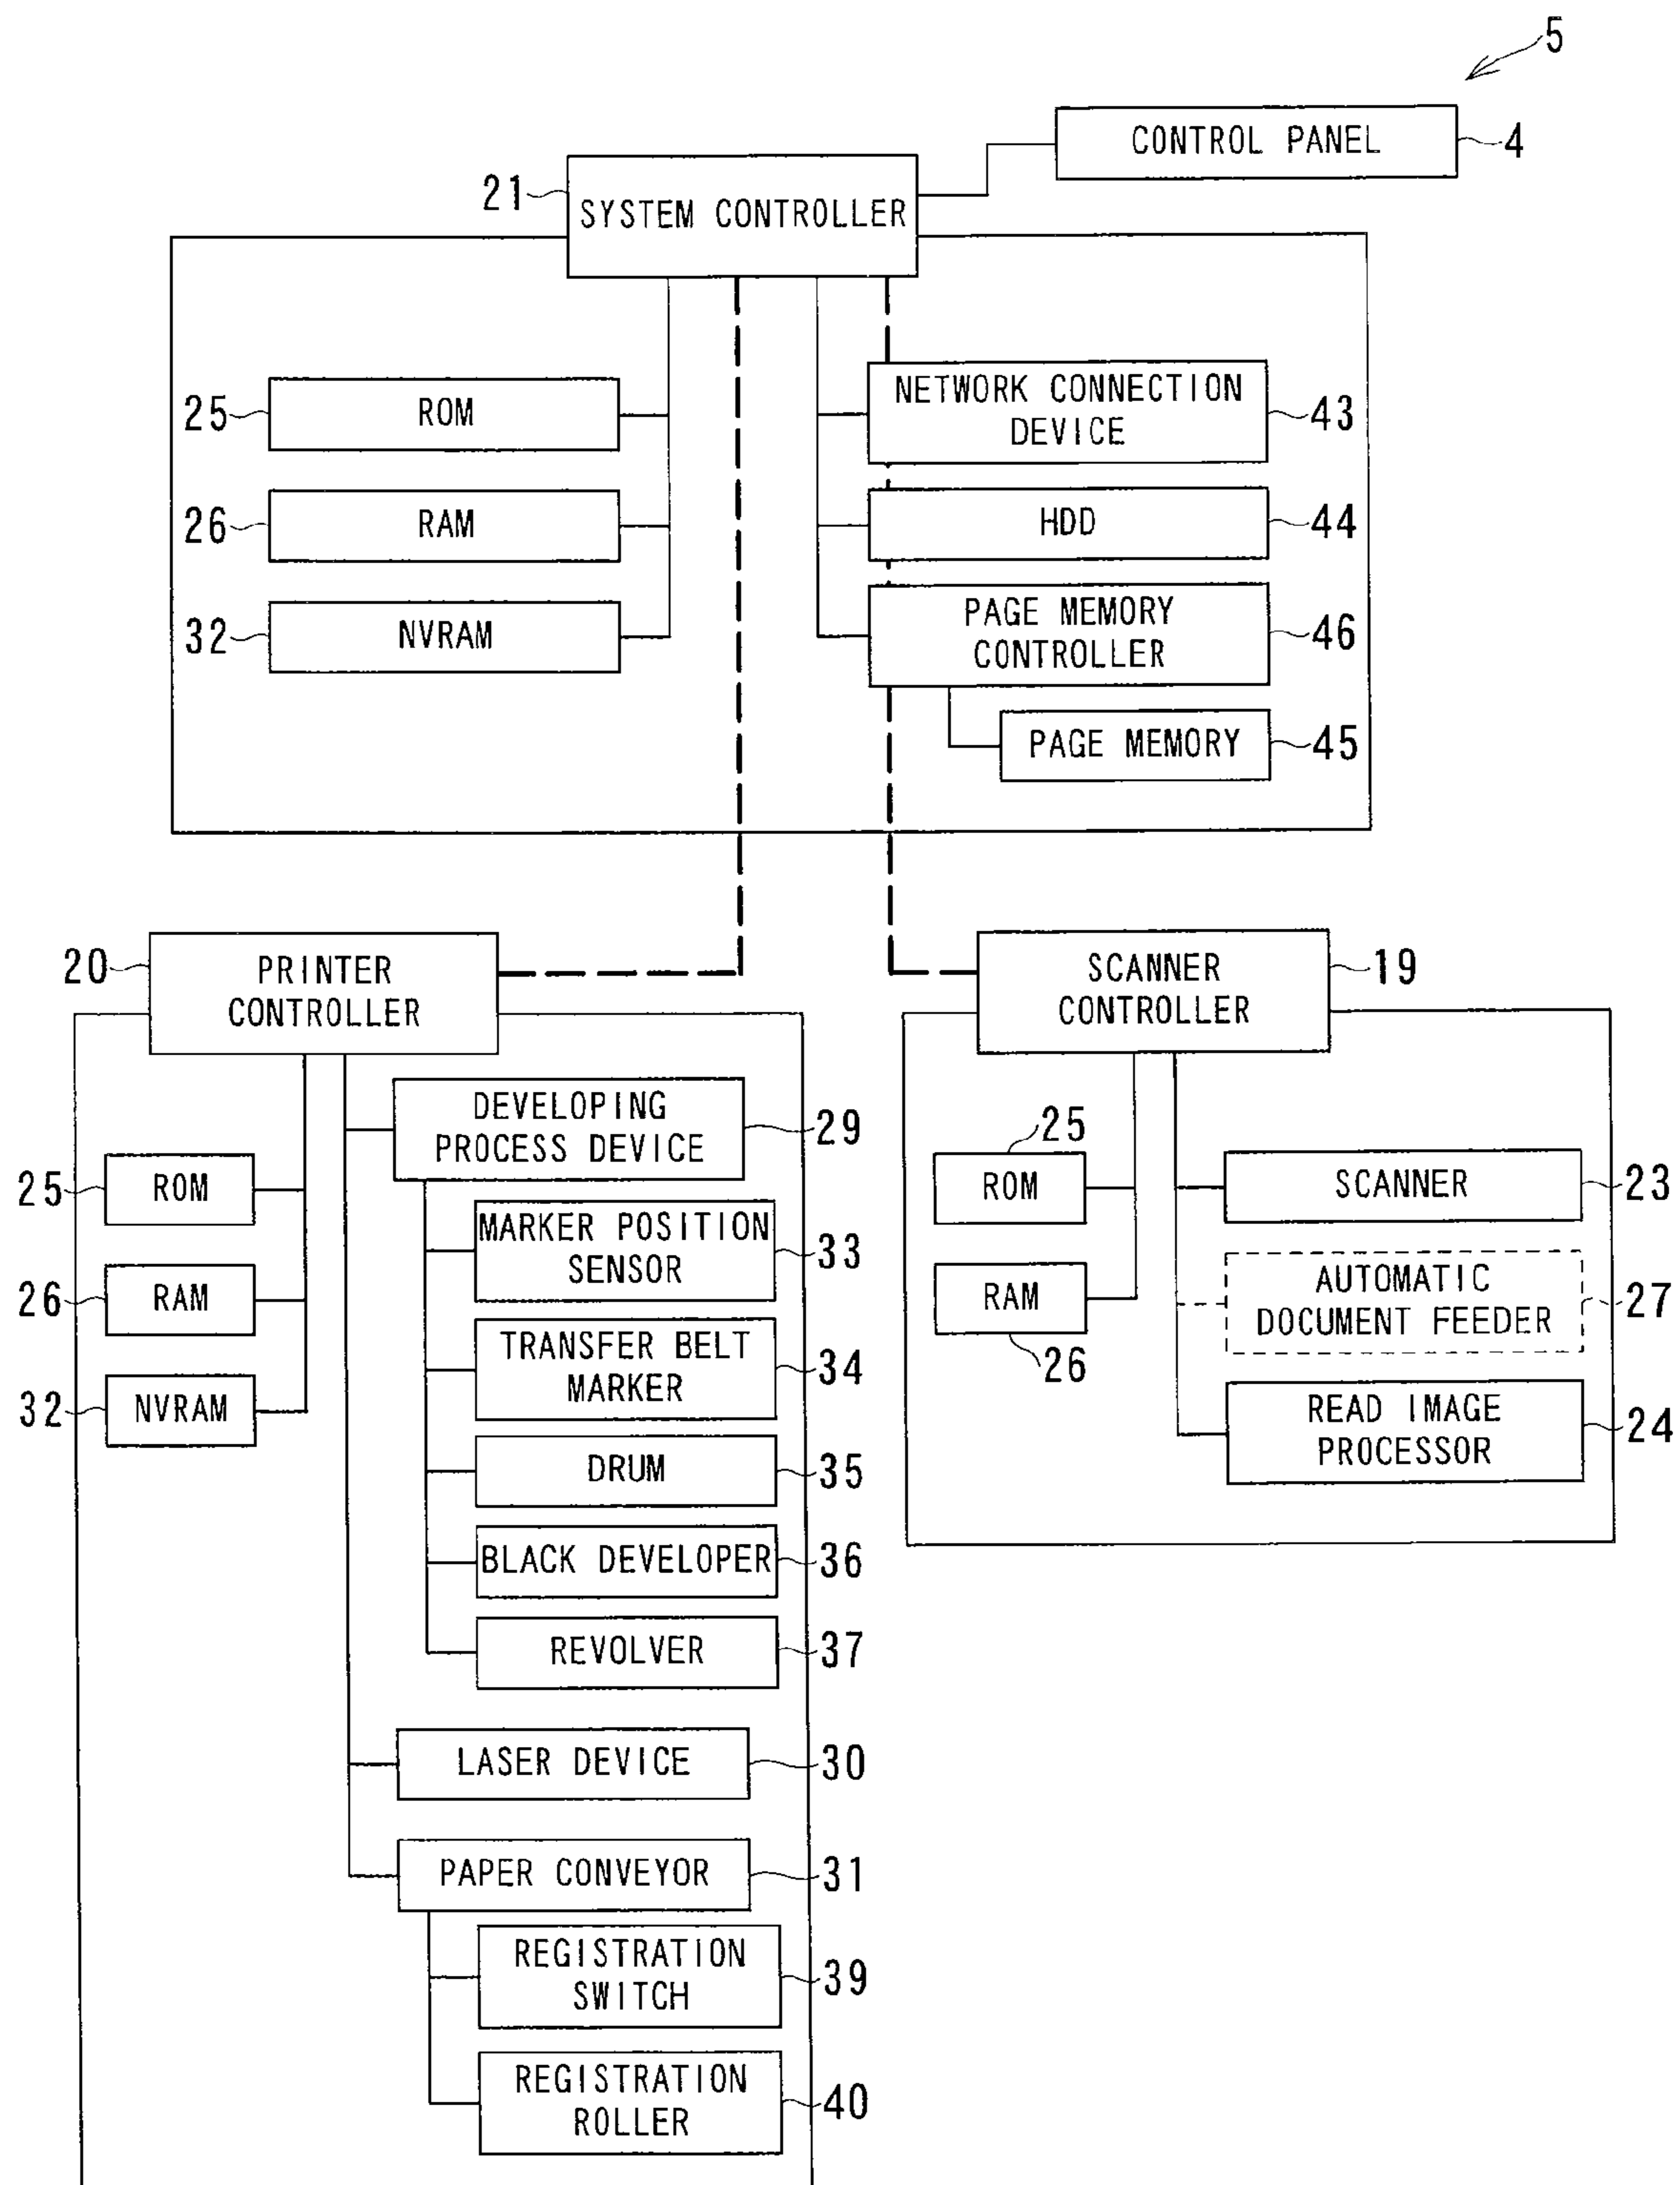 5
CONTROL PANEL
4
21
SYSTEM CONTROLLER
25
ROM
26
RAM
32
NVRAM
NETWORK CONNECTION
DEVICE
43
HDD
44
PAGE MEMORY
CONTROLLER
46
PAGE MEMORY
45
20
PRINTER
CONTROLLER
25
ROM
26
RAM
32
NVRAM
DEVELOPING
PROCESS DEVICE
29
MARKER POSITION
SENSOR
33
TRANSFER BELT
MARKER
34
DRUM
35
BLACK DEVELOPER
36
REVOLVER
37
LASER DEVICE
30
PAPER CONVEYOR
31
REGISTRATION
SWITCH
39
REGISTRATION
ROLLER
40
SCANNER
CONTROLLER
19
25
ROM
RAM
26
SCANNER
23
AUTOMATIC
DOCUMENT FEEDER
27
READ IMAGE
PROCESSOR
24